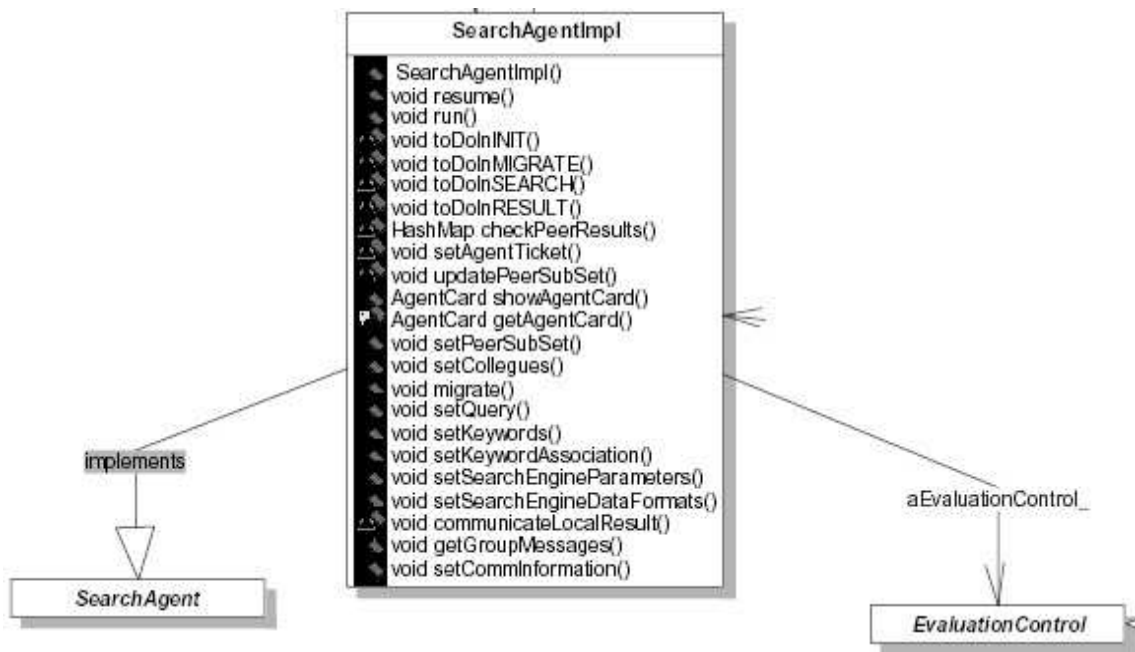 SearchAgentImpl
SearchAgentImpl()
void resume()
void run()
void toDoInINIT()
void toDoInMIGRATE()
void toDoInSEARCH()
void toDoInRESULT()
HashMap checkPeerResults()
void setAgentTicket()
void updatePeerSubSet()
AgentCard showAgentCard()
AgentCard getAgentCard()
void setPeerSubSet()
void setCollegues()
void migrate()
void setQuery()
void setKeywords()
void setKeywordAssociation()
void setSearchEngineParameters()
void setSearchEngineDataFormats()
void communicateLocalResult()
void getGroupMessages()
void setCommInformation()
implements
aEvaluationControl_
SearchAgent
EvaluationControl